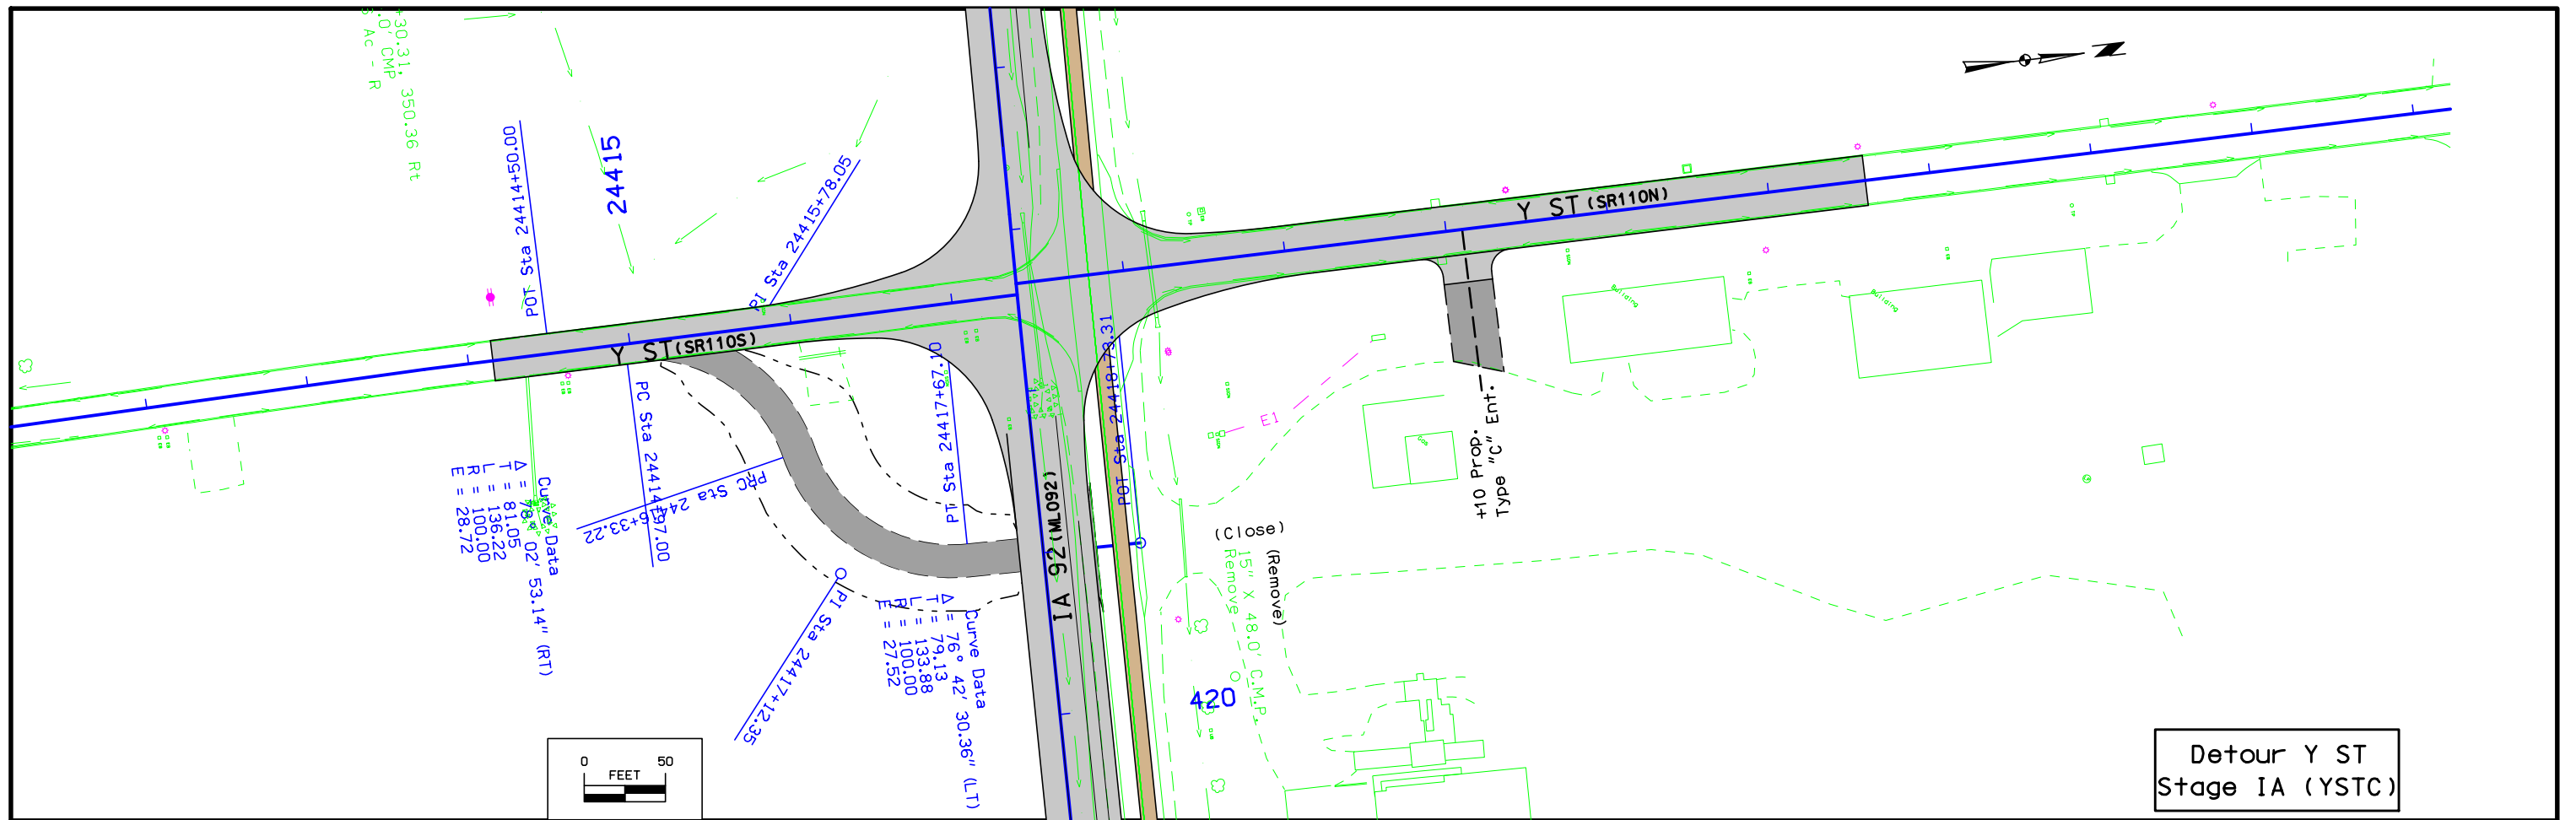 +30.31, 350.36 Rt
.0' CMP
Ac - R
POT Sta 24414+50.00
24415
PI Sta 24415+78.05
Y ST (SR110N)
Y ST (SR110S)
PC Sta 24414+97.00
PRC Sta 24416+33.22
PT Sta 24417+67.10
POT Sta 24418+73.31
IA 92 (ML092)
PI Sta 24417+12.35
Curve Data
Δ = 78° 02' 53.14" (RT)
T = 81.05
L = 136.22
R = 100.00
E = 28.72
Curve Data
Δ = 76° 42' 30.36" (LT)
T = 79.13
L = 133.88
R = 100.00
E = 27.52
E1
+10 Prop.
Type "C" Ent.
Building
Building
(Close)
(Remove)
15" X 48.0' C.M.P.
Remove
420
0 50
FEET
N
Detour Y ST
Stage IA (YSTC)